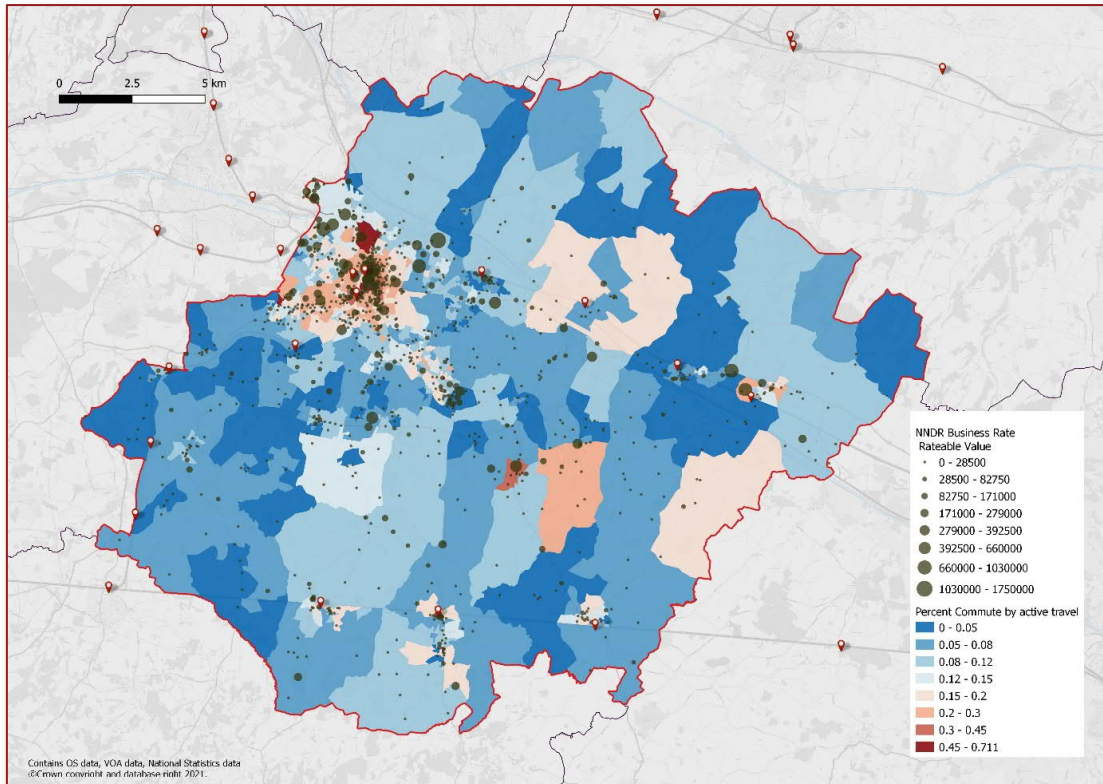 0 2.5 5 km
NNDR Business Rate
Rateable Value
0 - 28500
28500 - 82750
82750 - 171000
171000 - 279000
279000 - 392500
392500 - 660000
660000 - 1030000
1030000 - 1750000
Percent Commute by active travel
0 - 0.05
0.05 - 0.08
0.08 - 0.12
0.12 - 0.15
0.15 - 0.2
0.2 - 0.3
0.3 - 0.45
0.45 - 0.711
Contains OS data, VOA data, National Statistics data
©Crown copyright and database right 2021.